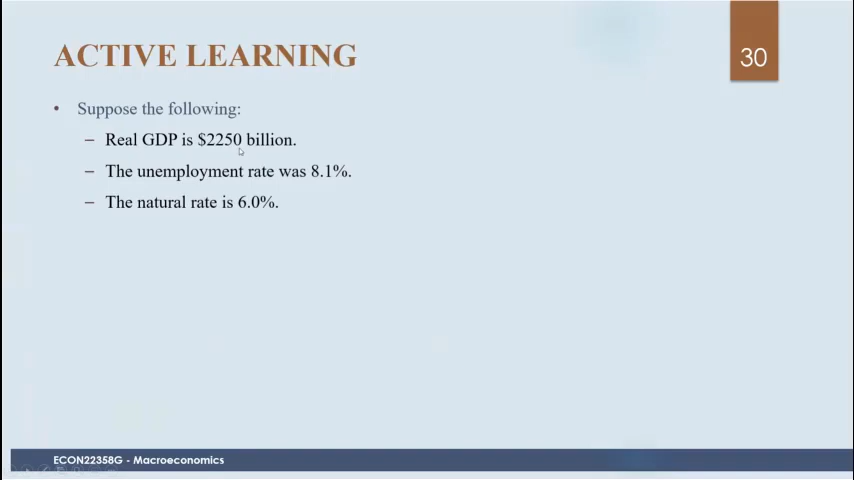 ACTIVE LEARNING
30
• Suppose the following:
– Real GDP is $2250 billion.
– The unemployment rate was 8.1%.
– The natural rate is 6.0%.
ECON22358G - Macroeconomics